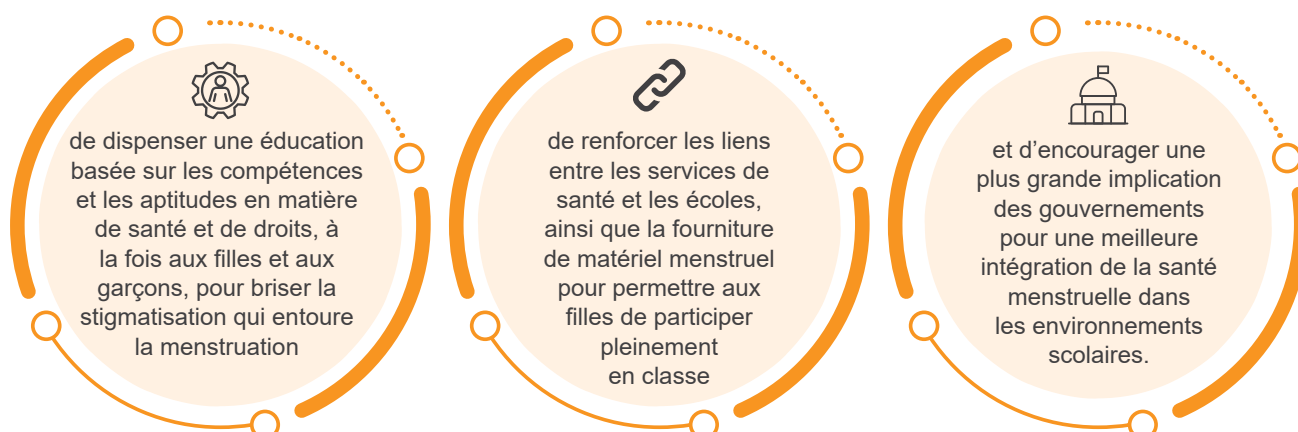 de dispenser une éducation
basée sur les compétences
et les aptitudes en matière
de santé et de droits, à
la fois aux filles et aux
garçons, pour briser la
stigmatisation qui entoure
la menstruation
de renforcer les liens
entre les services de
santé et les écoles,
ainsi que la fourniture
de matériel menstruel
pour permettre aux
filles de participer
pleinement
en classe
et d’encourager une
plus grande implication
des gouvernements
pour une meilleure
intégration de la santé
menstruelle dans
les environnements
scolaires.